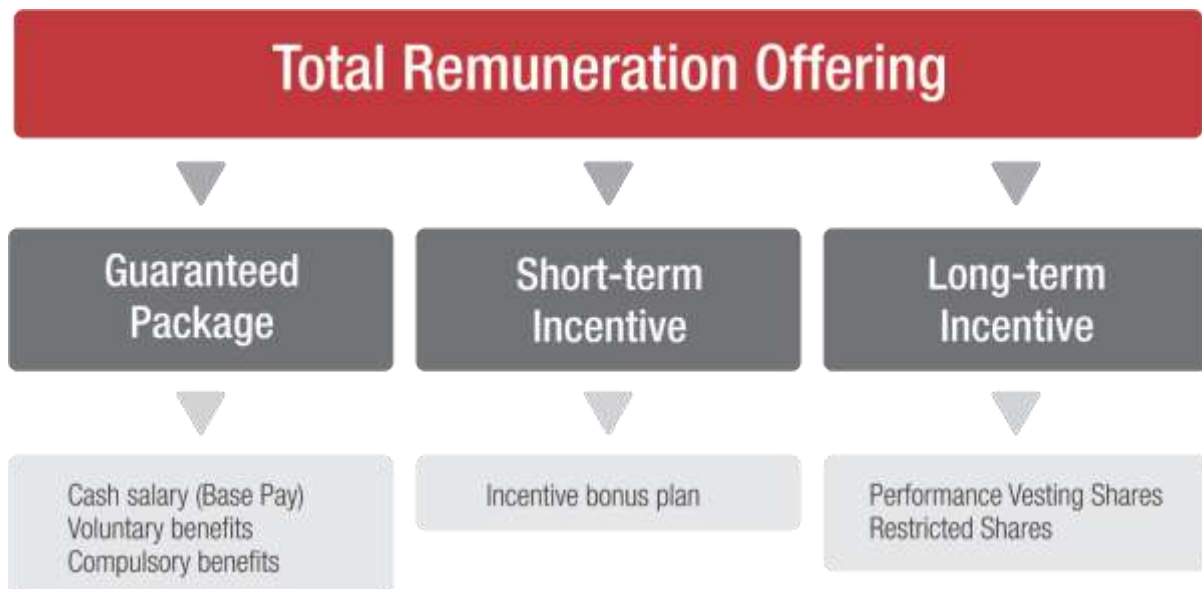 Total Remuneration Offering
Guaranteed
Package
Short-term
Incentive
Long-term
Incentive
Cash salary (Base Pay)
Voluntary benefits
Compulsory benefits
Incentive bonus plan
Performance Vesting Shares
Restricted Shares